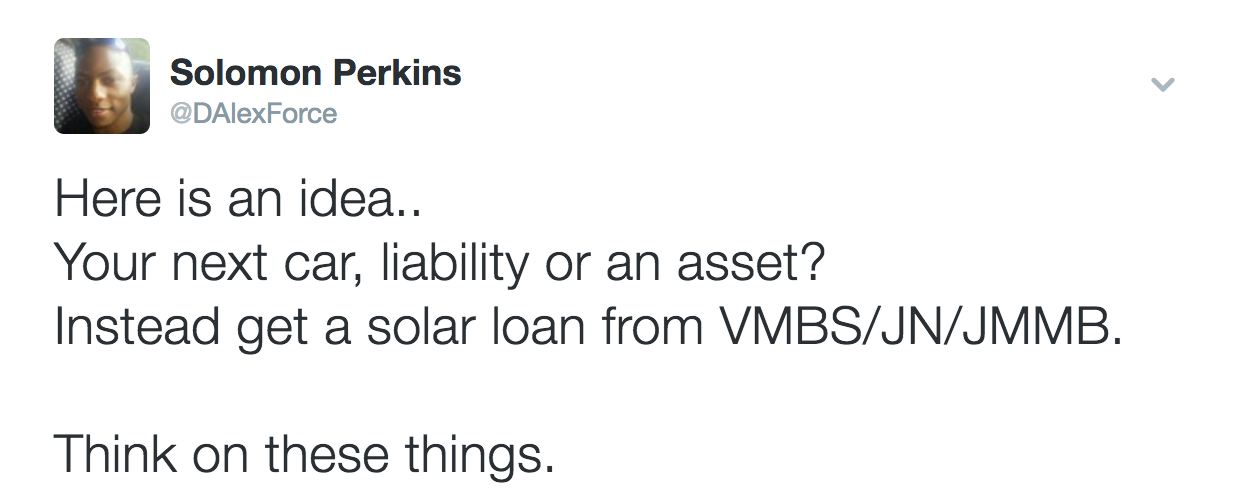 Solomon Perkins
@DAlexForce
Here is an idea..
Your next car, liability or an asset?
Instead get a solar loan from VMBS/JN/JMMB.
Think on these things.